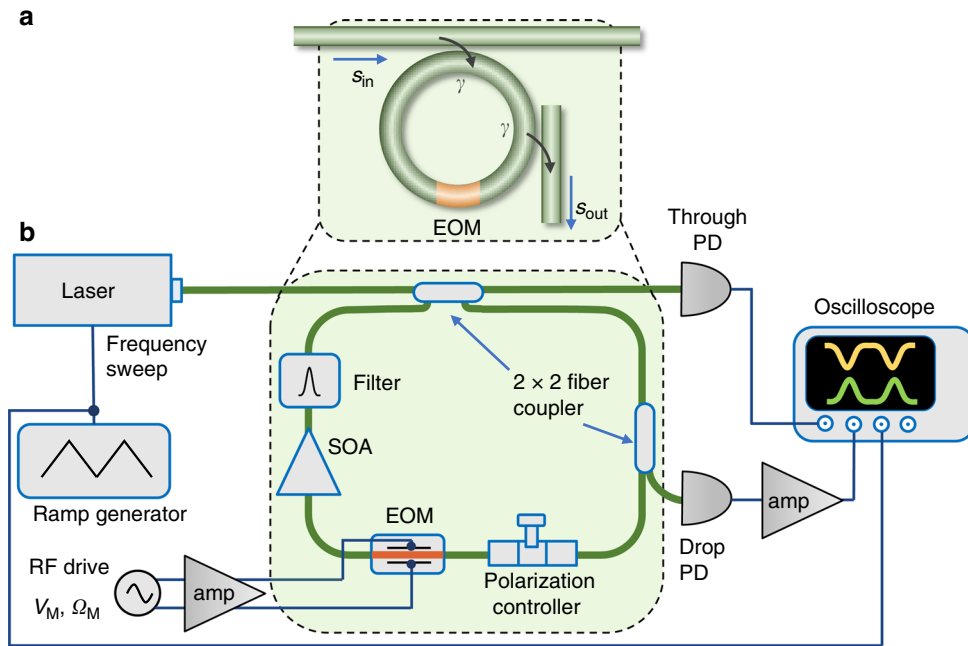 a
s_in
γ
γ
s_out
EOM
b
Through
PD
Laser
Oscilloscope
Frequency
sweep
Filter
2 × 2 fiber
coupler
SOA
Ramp generator
EOM
amp
RF drive
amp
V_M, Ω_M
Polarization
controller
Drop
PD